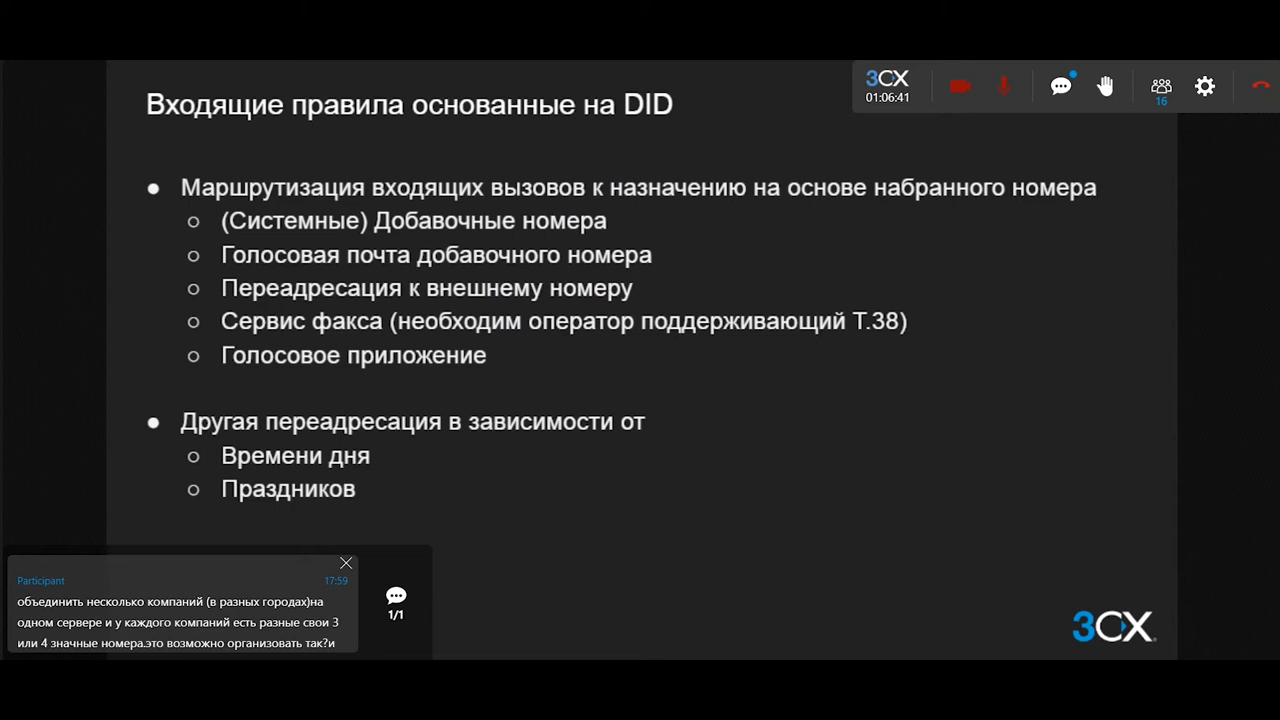 Входящие правила основанные на DID
3CX
01:06:41
16
● Маршрутизация входящих вызовов к назначению на основе набранного номера
○ (Системные) Добавочные номера
○ Голосовая почта добавочного номера
○ Переадресация к внешнему номеру
○ Сервис факса (необходим оператор поддерживающий Т.38)
○ Голосовое приложение
● Другая переадресация в зависимости от
○ Времени дня
○ Праздников
Participant 17:59
объединить несколько компаний (в разных городах)на
одном сервере и у каждого компаний есть разные свои 3
или 4 значные номера.это возможно организовать так?и
1/1
3CX